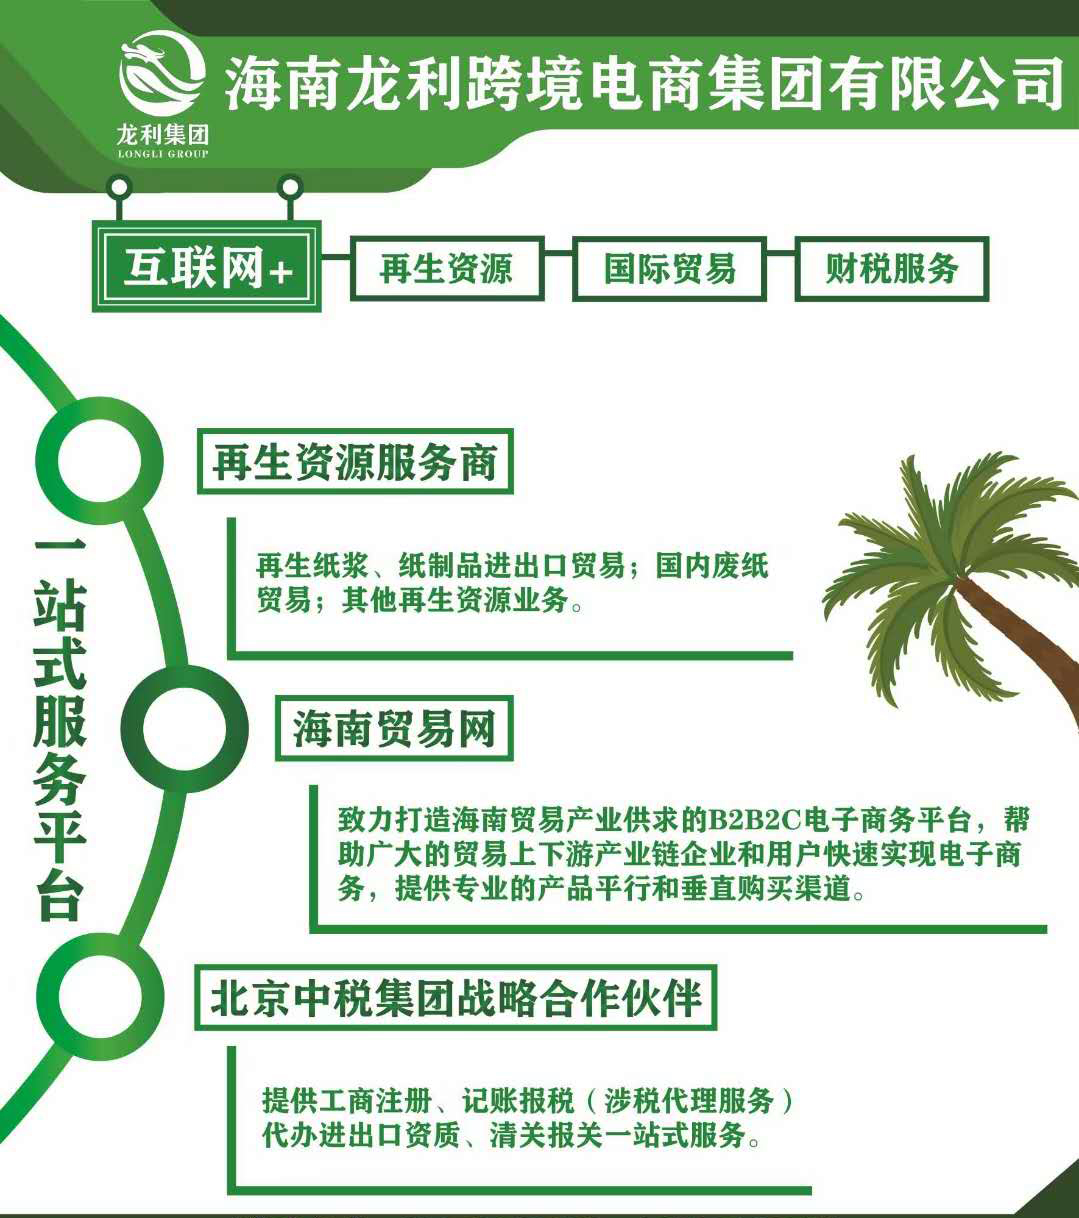 海南龙利跨境电商集团有限公司
龙利集团
LONGLI GROUP
互联网+
再生资源
国际贸易
财税服务
一站式服务平台
再生资源服务商
再生纸浆、纸制品进出口贸易；国内废纸
贸易；其他再生资源业务。
海南贸易网
致力打造海南贸易产业供求的B2B2C电子商务平台，帮
助广大的贸易上下游产业链企业和用户快速实现电子商
务，提供专业的产品平行和垂直购买渠道。
北京中税集团战略合作伙伴
提供工商注册、记账报税（涉税代理服务）
代办进出口资质、清关报关一站式服务。